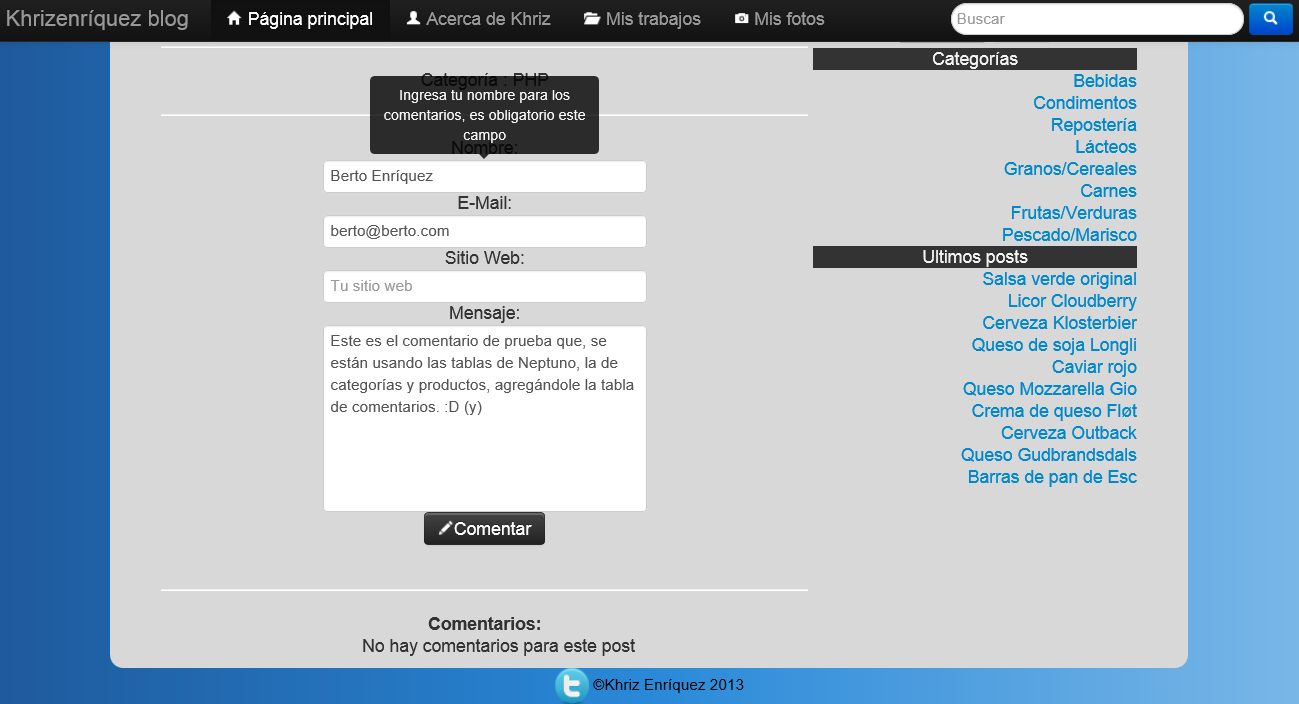 Khrizenríquez blog Página principal Acerca de Khriz Mis trabajos Mis fotos Buscar
Categoría : PHP
Ingresa tu nombre para los
comentarios, es obligatorio este
campo
Nombre:
Berto Enríquez
E-Mail:
berto@berto.com
Sitio Web:
Tu sitio web
Mensaje:
Este es el comentario de prueba que, se
están usando las tablas de Neptuno, la de
categorías y productos, agregándole la tabla
de comentarios. :D (y)
Comentar
Comentarios:
No hay comentarios para este post
Categorías
Bebidas
Condimentos
Repostería
Lácteos
Granos/Cereales
Carnes
Frutas/Verduras
Pescado/Marisco
Ultimos posts
Salsa verde original
Licor Cloudberry
Cerveza Klosterbier
Queso de soja Longli
Caviar rojo
Queso Mozzarella Gio
Crema de queso Fløt
Cerveza Outback
Queso Gudbrandsdals
Barras de pan de Esc
©Khriz Enríquez 2013